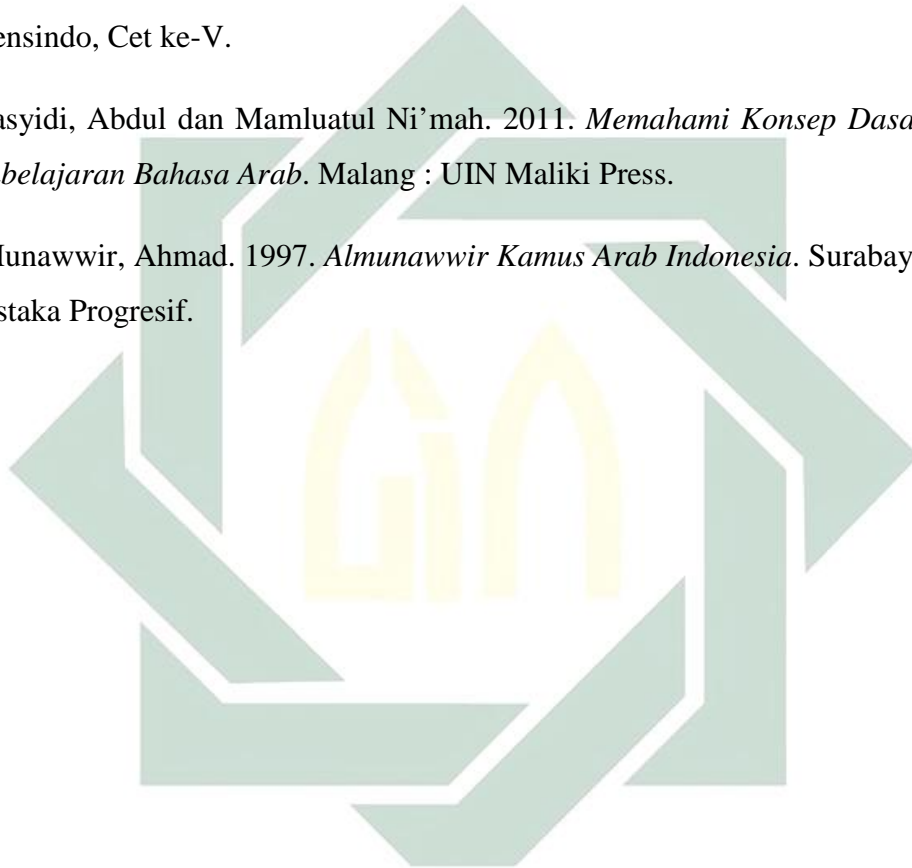 ensindo, Cet ke-V.
asyidi, Abdul dan Mamluatul Ni’mah. 2011. Memahami Konsep Dasa
belajaran Bahasa Arab. Malang : UIN Maliki Press.
unawwir, Ahmad. 1997. Almunawwir Kamus Arab Indonesia. Surabay
staka Progresif.